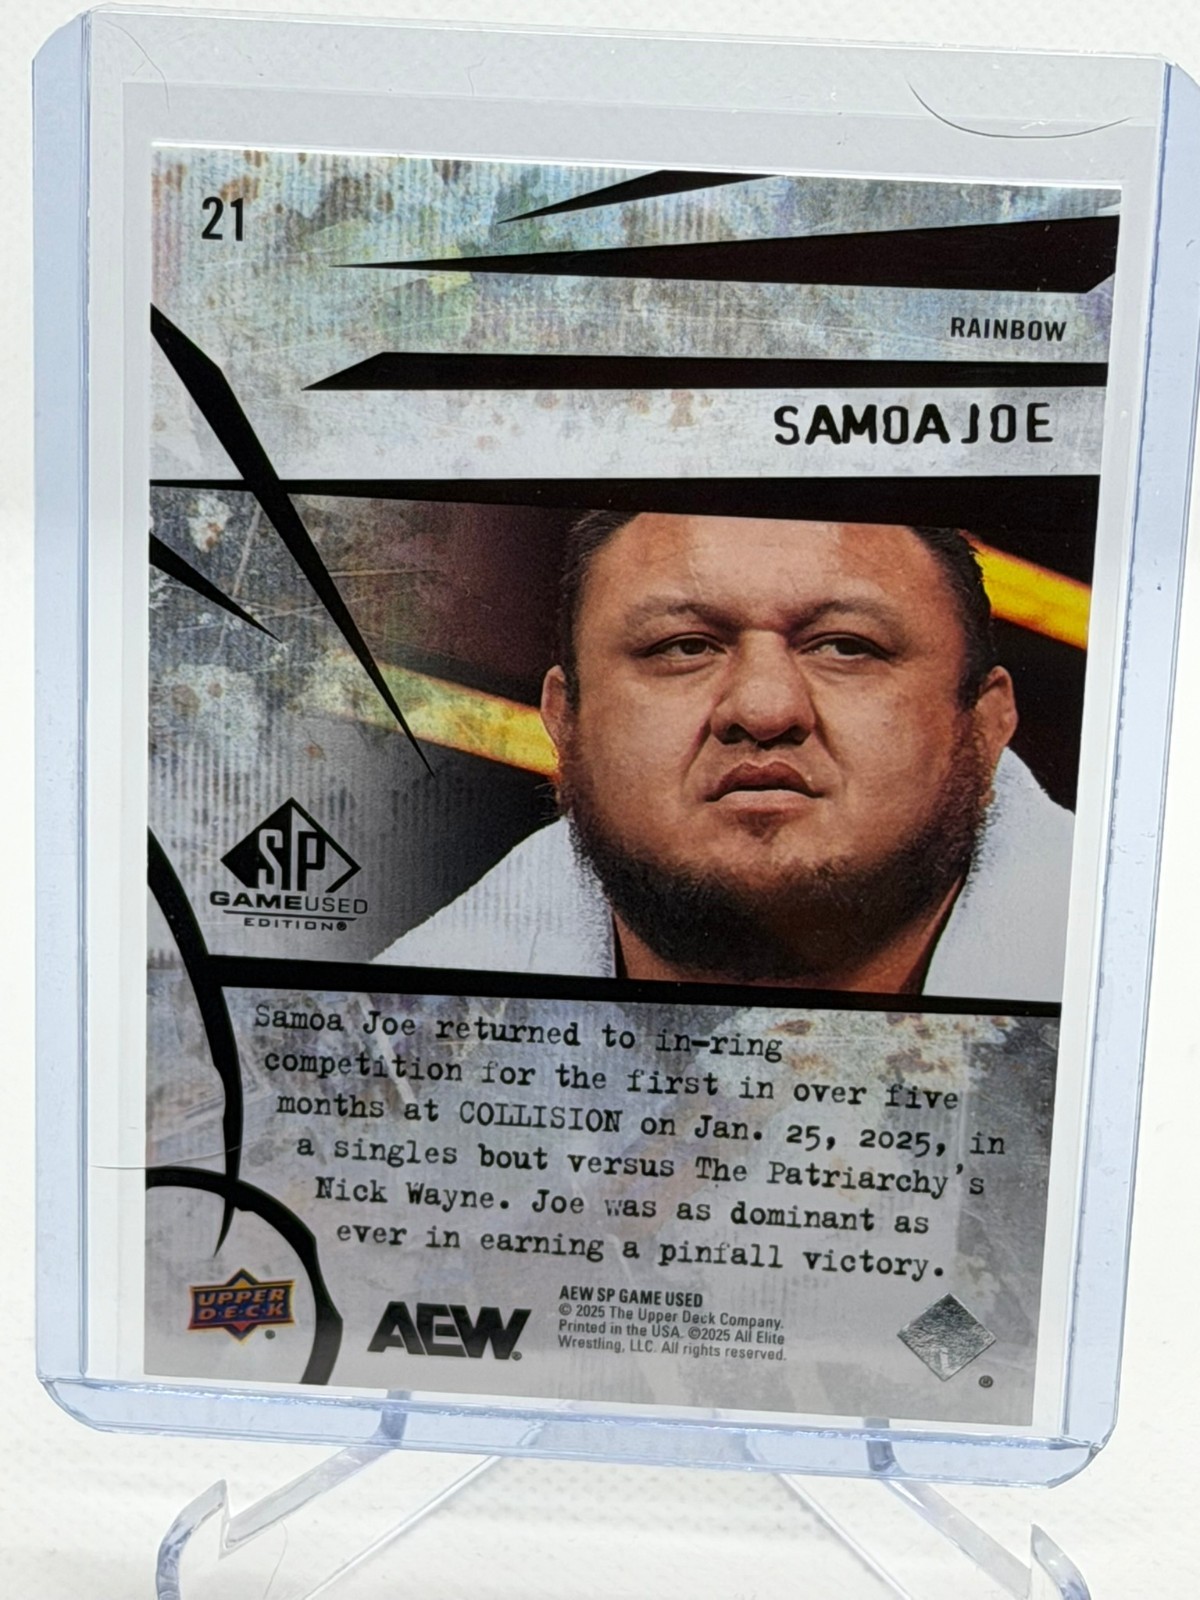 21
RAINBOW
SAMOA JOE
SP
GAMEUSED
EDITION®
Samoa Joe returned to in-ring
competition for the first in over five
months at COLLISION on Jan. 25, 2025, in
a singles bout versus The Patriarchy's
Nick Wayne. Joe was as dominant as
ever in earning a pinfall victory.
UPPER
D·E·C·K
®
AEW®
AEW SP GAME USED
© 2025 The Upper Deck Company.
Printed in the USA. ©2025 All Elite
Wrestling, LLC. All rights reserved.
®